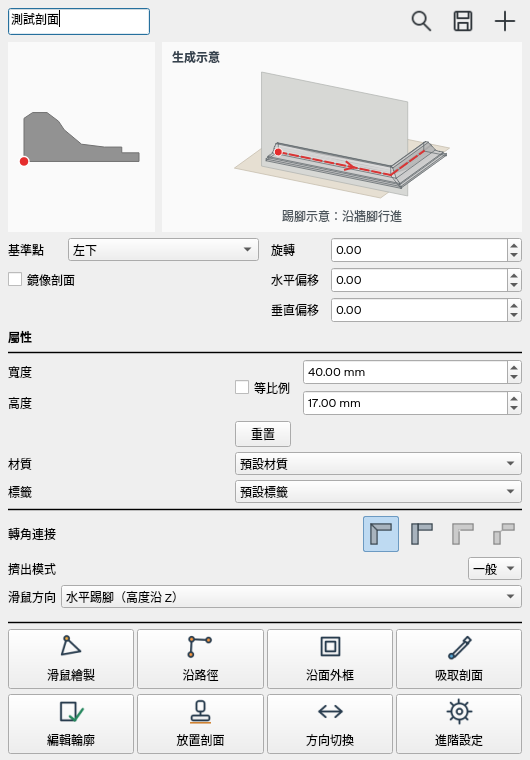 測試剖面
生成示意
踢腳示意：沿牆腳行進
基準點 左下 旋轉 0.00
鏡像剖面 水平偏移 0.00
垂直偏移 0.00
屬性
寬度 40.00 mm
等比例
高度 17.00 mm
重置
材質 預設材質
標籤 預設標籤
轉角連接
擠出模式 一般
滑鼠方向 水平踢腳（高度沿 Z）
滑鼠繪製 沿路徑 沿面外框 吸取剖面
編輯輪廓 放置剖面 方向切換 進階設定